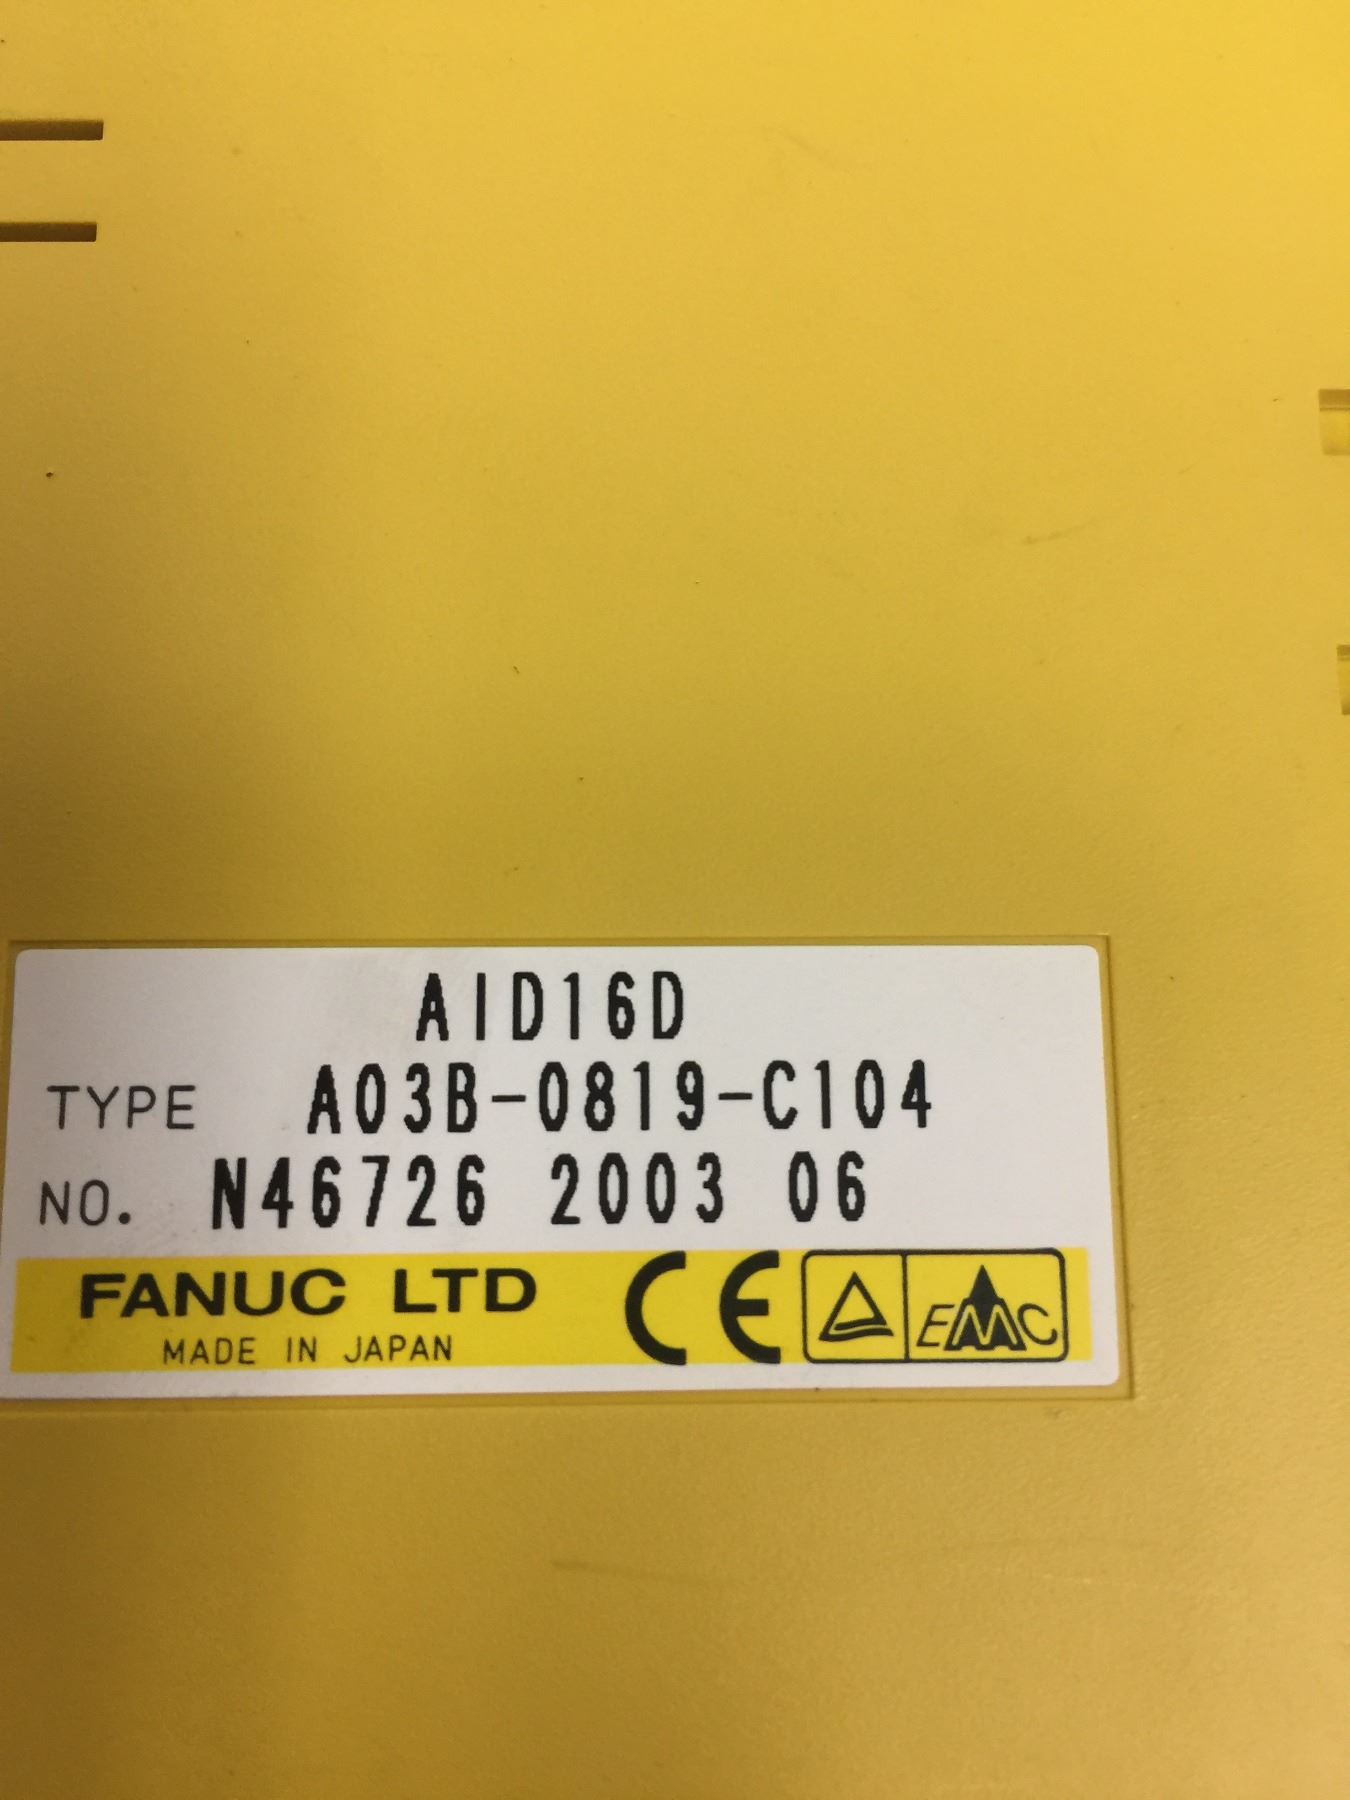 AID16D
TYPE A03B-0819-C104
NO. N46726 2003 06
FANUC LTD CE EMC
MADE IN JAPAN